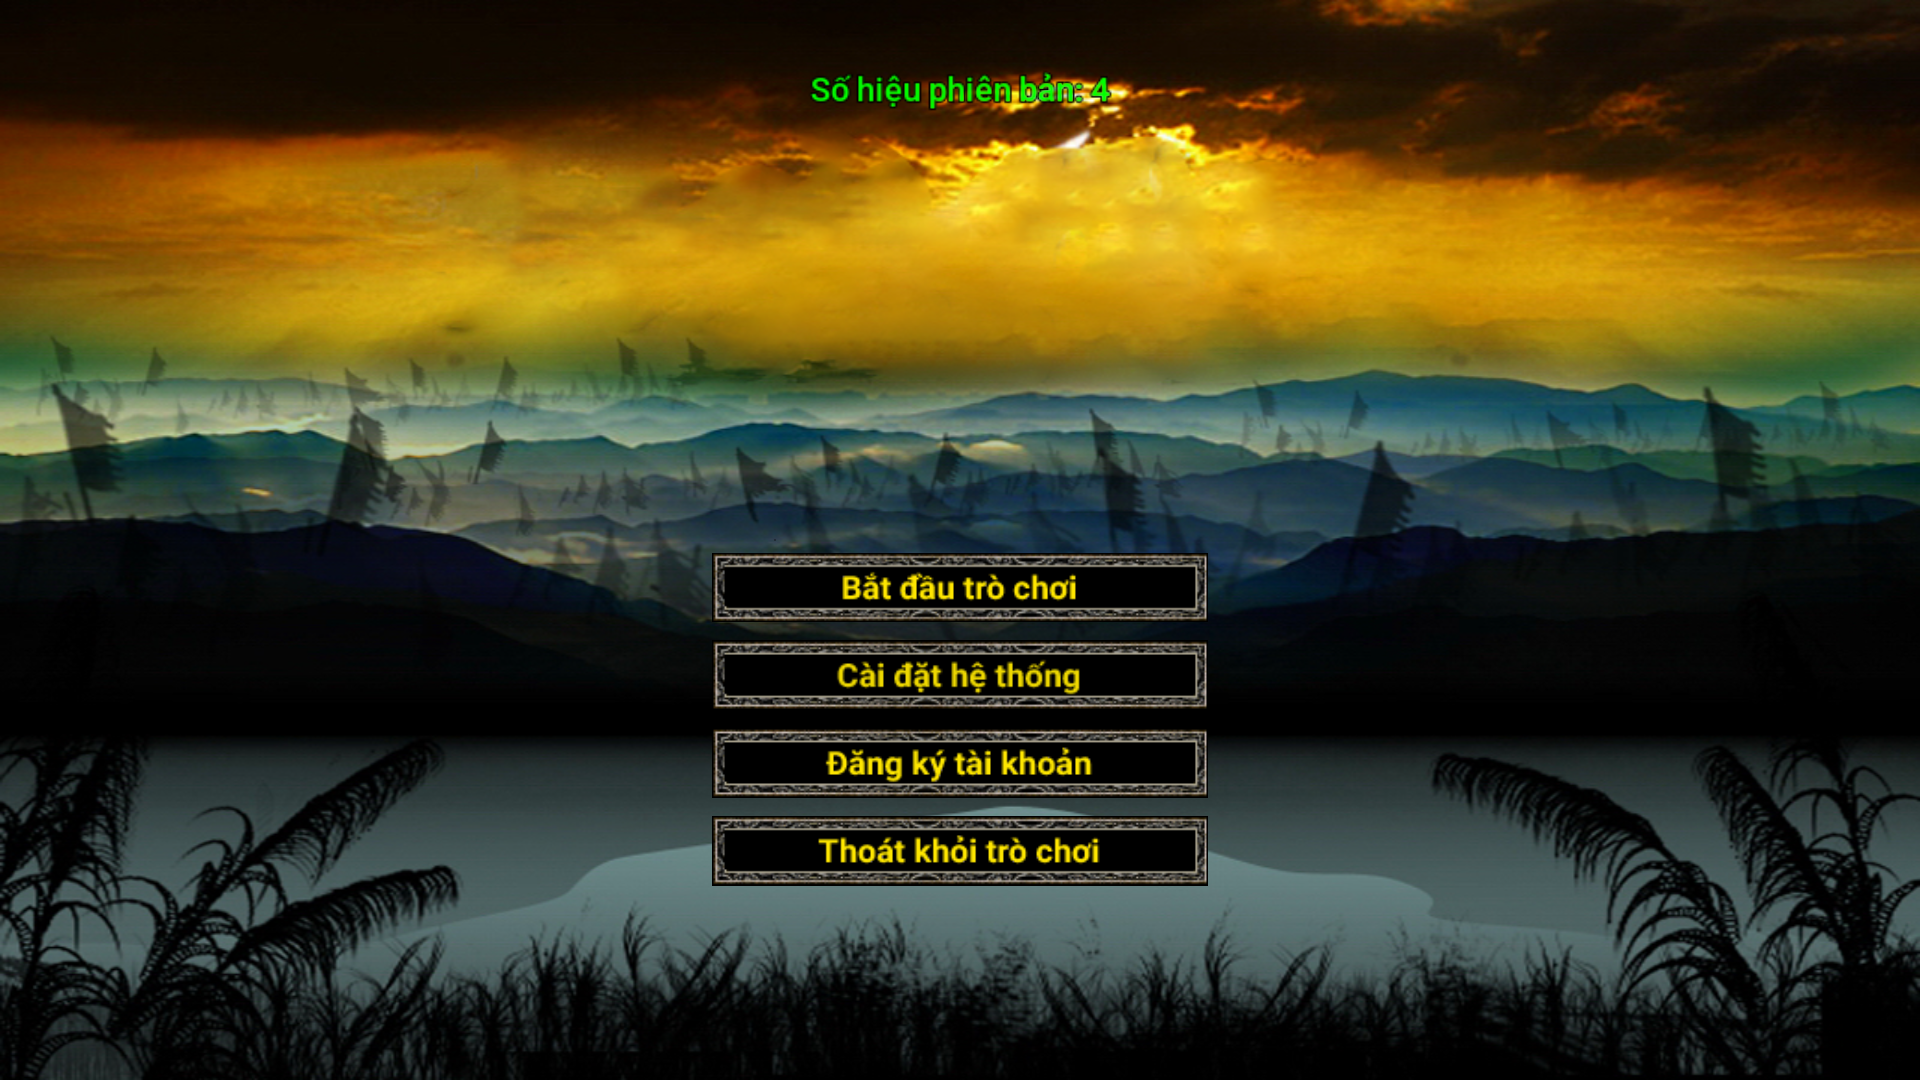 Số hiệu phiên bản: 4
Bắt đầu trò chơi
Cài đặt hệ thống
Đăng ký tài khoản
Thoát khỏi trò chơi